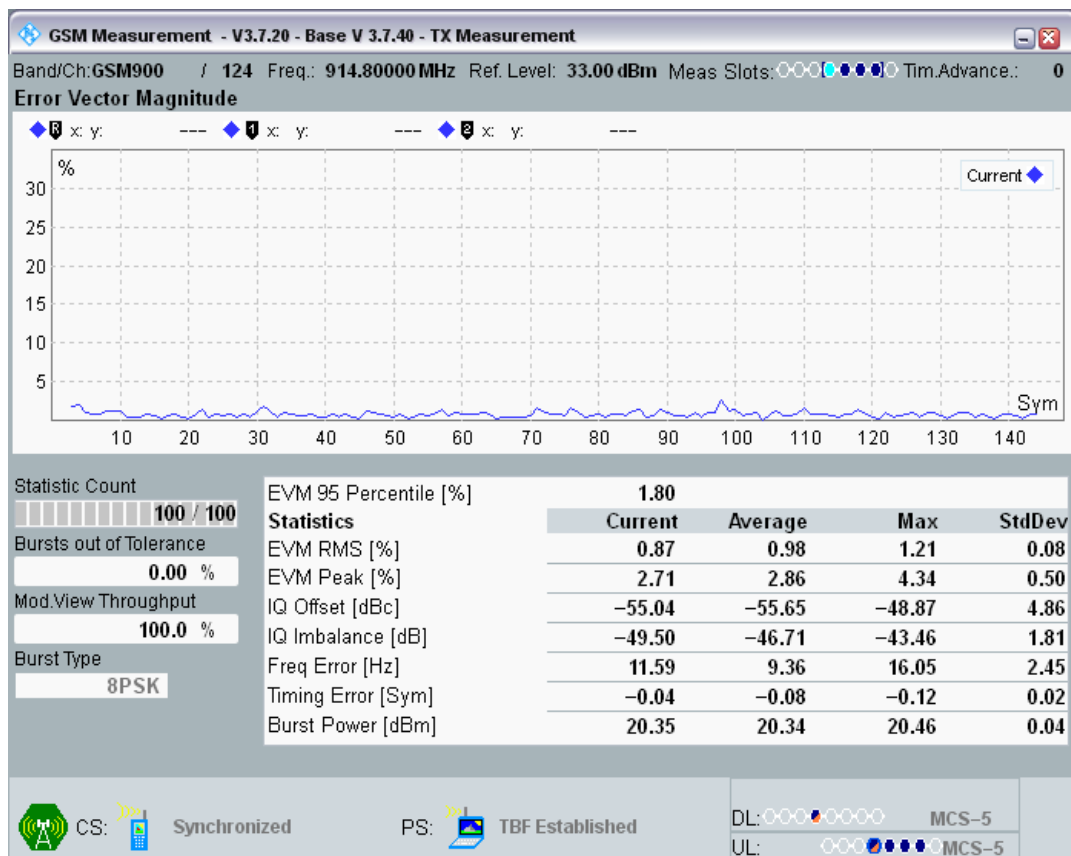 GSM Measurement - V3.7.20 - Base V 3.7.40 - TX Measurement
Band/Ch:GSM900 / 124 Freq.: 914.80000 MHz Ref. Level: 33.00 dBm Meas Slots: Tim.Advance.: 0
Error Vector Magnitude
R x: y: --- 1 x: y: --- 2 x: y: ---
%
Current
30
25
20
15
10
5
Sym
10 20 30 40 50 60 70 80 90 100 110 120 130 140
Statistic Count
100 / 100
Bursts out of Tolerance
0.00 %
Mod.View Throughput
100.0 %
Burst Type
8PSK
EVM 95 Percentile [%] 1.80
Statistics Current Average Max StdDev
EVM RMS [%] 0.87 0.98 1.21 0.08
EVM Peak [%] 2.71 2.86 4.34 0.50
IQ Offset [dBc] −55.04 −55.65 −48.87 4.86
IQ Imbalance [dB] −49.50 −46.71 −43.46 1.81
Freq Error [Hz] 11.59 9.36 16.05 2.45
Timing Error [Sym] −0.04 −0.08 −0.12 0.02
Burst Power [dBm] 20.35 20.34 20.46 0.04
CS: Synchronized PS: TBF Established
DL: MCS−5
UL: MCS−5